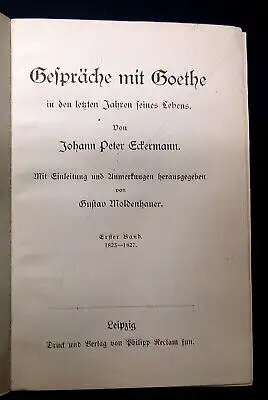 Gespräche mit Goethe
in den letzten Jahren seines Lebens.
Von
Johann Peter Eckermann.
Mit Einleitung und Anmerkungen herausgegeben
von
Gustav Moldenhauer.
Erster Band.
1823—1827.
Leipzig
Druck und Verlag von Philipp Reclam jun.